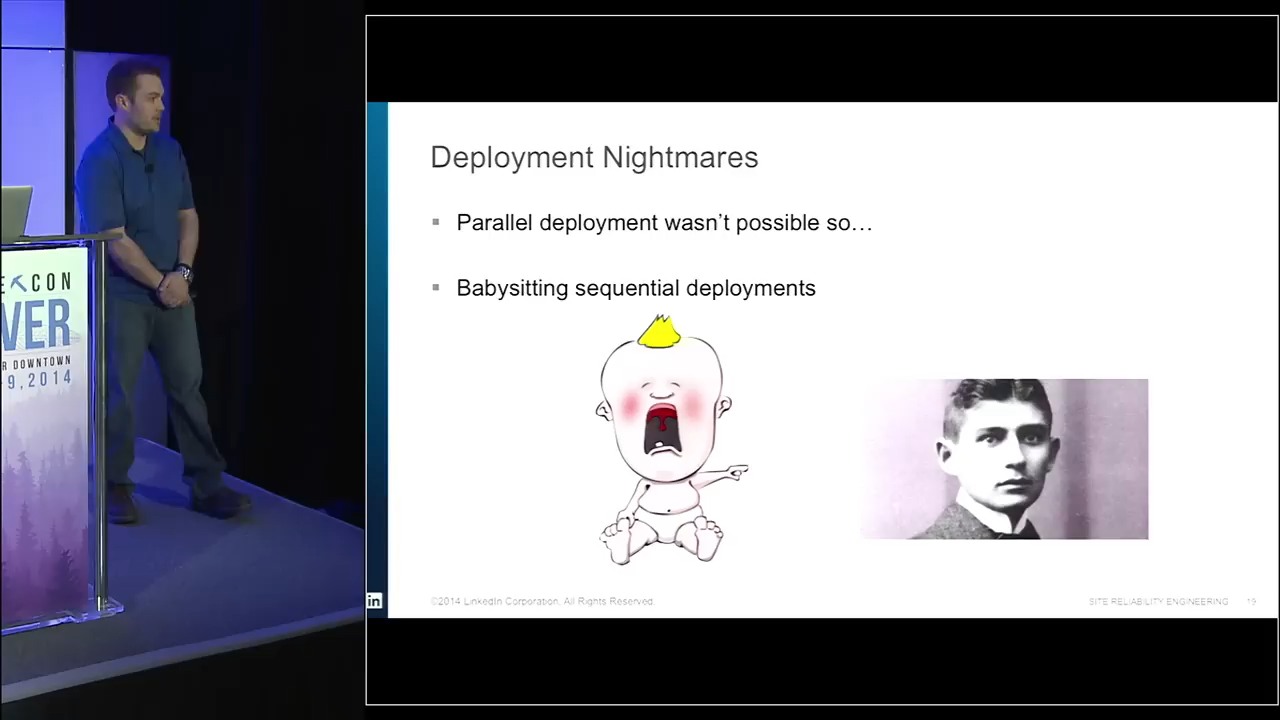 E CON
VER
R DOWNTOWN
-9, 2014
Deployment Nightmares
▪ Parallel deployment wasn’t possible so…
▪ Babysitting sequential deployments
in
©2014 LinkedIn Corporation. All Rights Reserved.
SITE RELIABILITY ENGINEERING 19